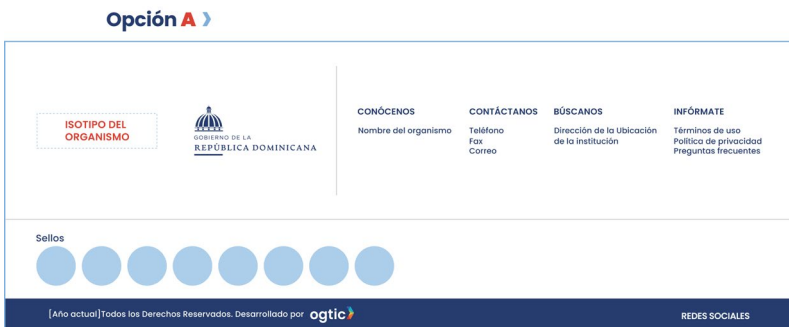 Opción A
ISOTIPO DEL
ORGANISMO
GOBIERNO DE LA
REPÚBLICA DOMINICANA
CONÓCENOS
Nombre del organismo
CONTÁCTANOS
Teléfono
Fax
Correo
BÚSCANOS
Dirección de la Ubicación
de la institución
INFÓRMATE
Términos de uso
Política de privacidad
Preguntas frecuentes
Sellos
[Año actual]Todos los Derechos Reservados. Desarrollado por ogtic
REDES SOCIALES